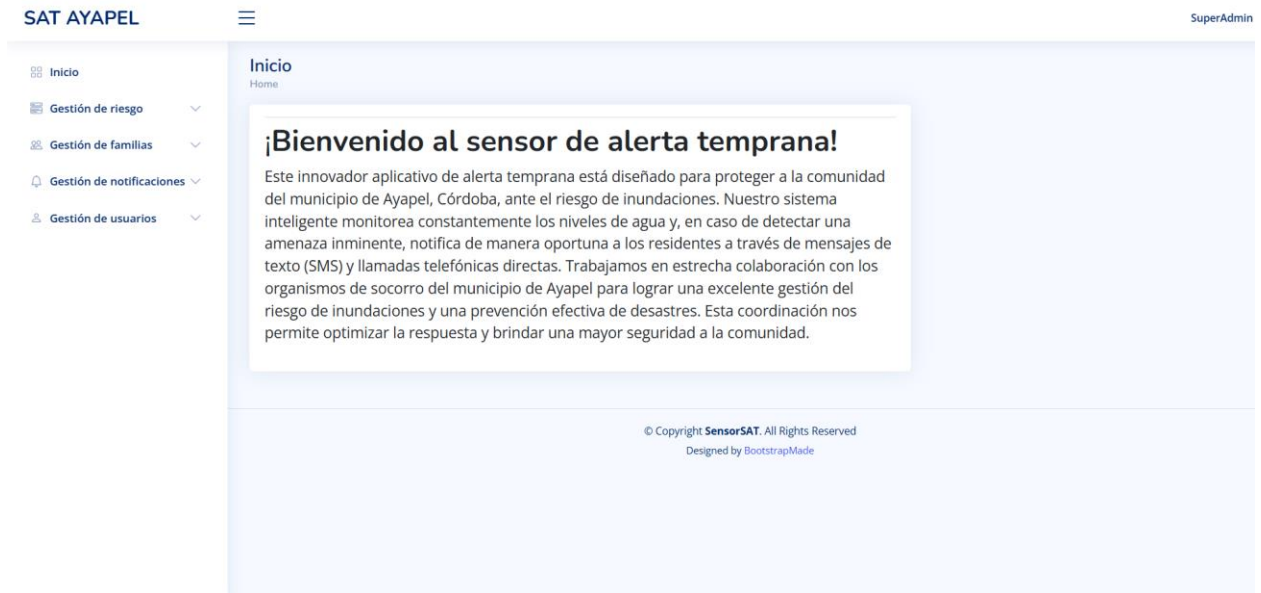 SAT AYAPEL
SuperAdmin
Inicio
Gestión de riesgo
Gestión de familias
Gestión de notificaciones
Gestión de usuarios
Inicio
Home
¡Bienvenido al sensor de alerta temprana!
Este innovador aplicativo de alerta temprana está diseñado para proteger a la comunidad
del municipio de Ayapel, Córdoba, ante el riesgo de inundaciones. Nuestro sistema
inteligente monitorea constantemente los niveles de agua y, en caso de detectar una
amenaza inminente, notifica de manera oportuna a los residentes a través de mensajes de
texto (SMS) y llamadas telefónicas directas. Trabajamos en estrecha colaboración con los
organismos de socorro del municipio de Ayapel para lograr una excelente gestión del
riesgo de inundaciones y una prevención efectiva de desastres. Esta coordinación nos
permite optimizar la respuesta y brindar una mayor seguridad a la comunidad.
© Copyright SensorSAT. All Rights Reserved
Designed by BootstrapMade